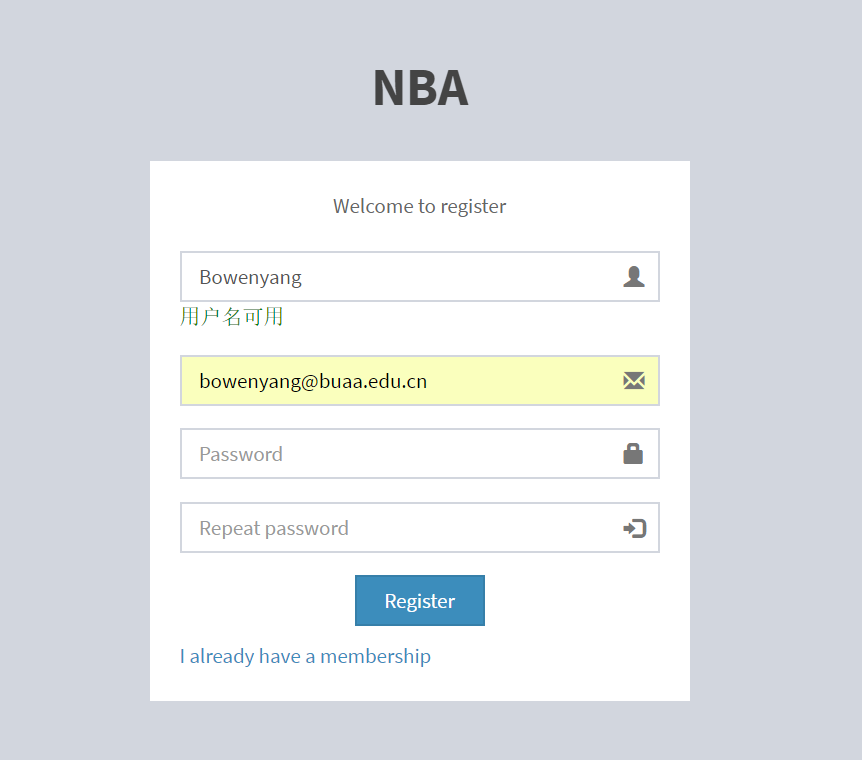 NBA
Welcome to register
Bowenyang
用户名可用
bowenyang@buaa.edu.cn
Password
Repeat password
Register
I already have a membership